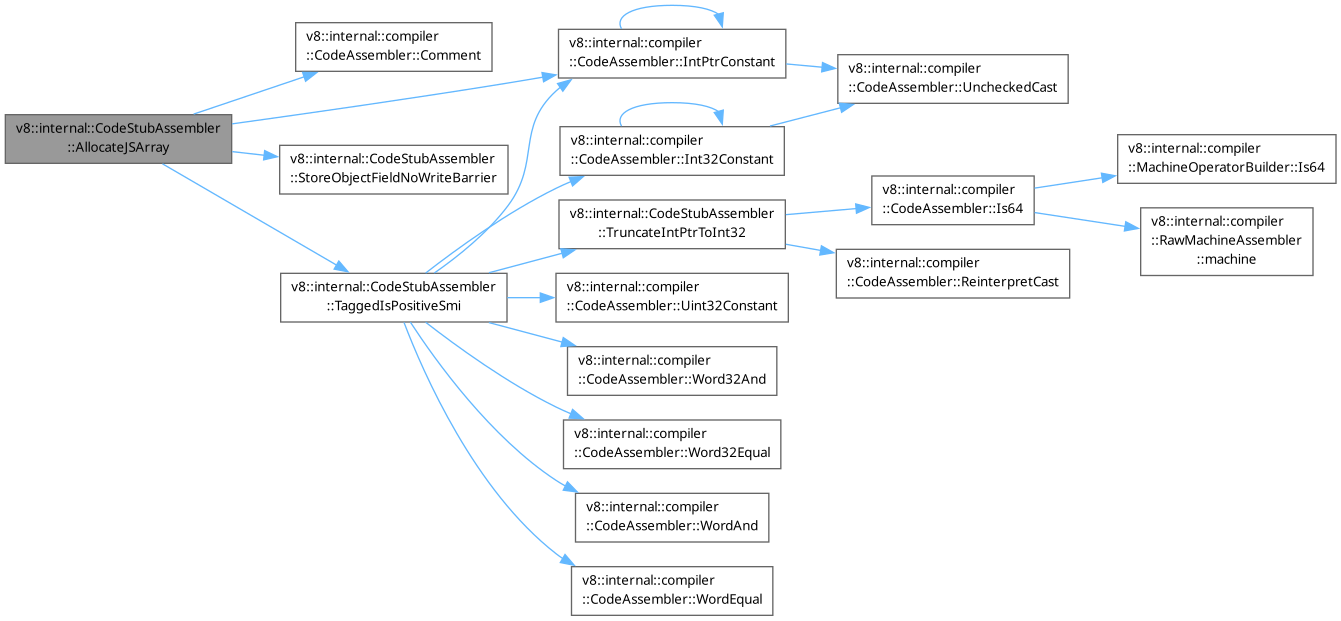 v8::internal::CodeStubAssembler
::AllocateJSArray
v8::internal::compiler
::CodeAssembler::Comment
v8::internal::CodeStubAssembler
::StoreObjectFieldNoWriteBarrier
v8::internal::CodeStubAssembler
::TaggedIsPositiveSmi
v8::internal::compiler
::CodeAssembler::IntPtrConstant
v8::internal::compiler
::CodeAssembler::Int32Constant
v8::internal::CodeStubAssembler
::TruncateIntPtrToInt32
v8::internal::compiler
::CodeAssembler::Uint32Constant
v8::internal::compiler
::CodeAssembler::Word32And
v8::internal::compiler
::CodeAssembler::Word32Equal
v8::internal::compiler
::CodeAssembler::WordAnd
v8::internal::compiler
::CodeAssembler::WordEqual
v8::internal::compiler
::CodeAssembler::UncheckedCast
v8::internal::compiler
::CodeAssembler::Is64
v8::internal::compiler
::CodeAssembler::ReinterpretCast
v8::internal::compiler
::MachineOperatorBuilder::Is64
v8::internal::compiler
::RawMachineAssembler
::machine